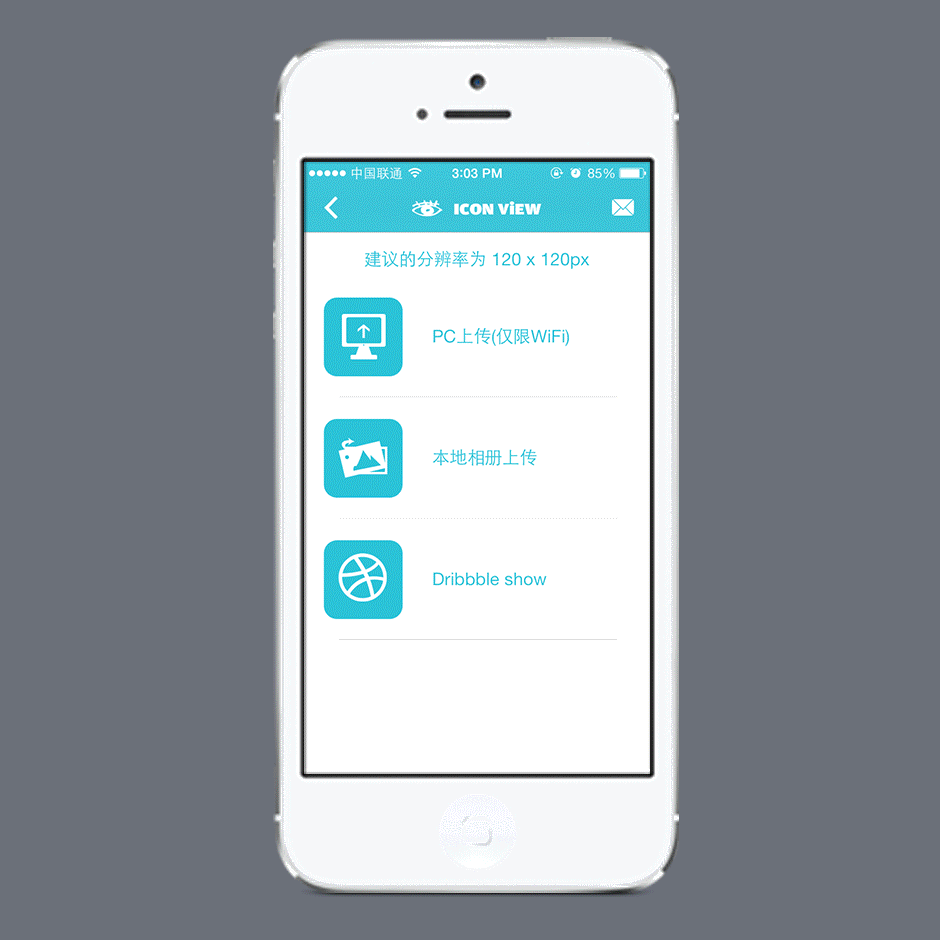 中国联通 3:03 PM 85%
ICON ViEW
建议的分辨率为 120 x 120px
PC上传(仅限WiFi)
本地相册上传
Dribbble show